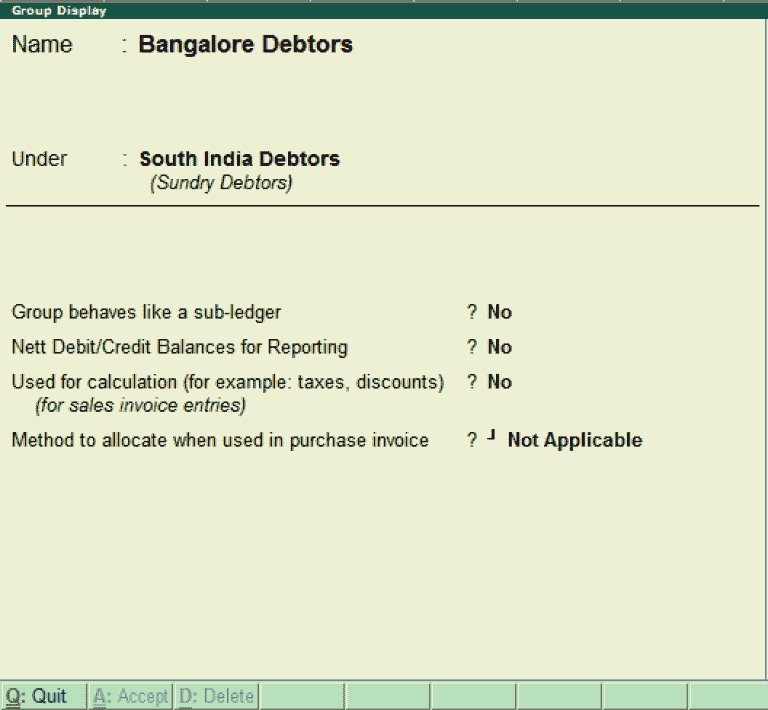 Group Display
Name : Bangalore Debtors
Under : South India Debtors
(Sundry Debtors)
Group behaves like a sub-ledger ? No
Nett Debit/Credit Balances for Reporting ? No
Used for calculation (for example: taxes, discounts) ? No
(for sales invoice entries)
Method to allocate when used in purchase invoice ? ┘ Not Applicable
Q: Quit A: Accept D: Delete